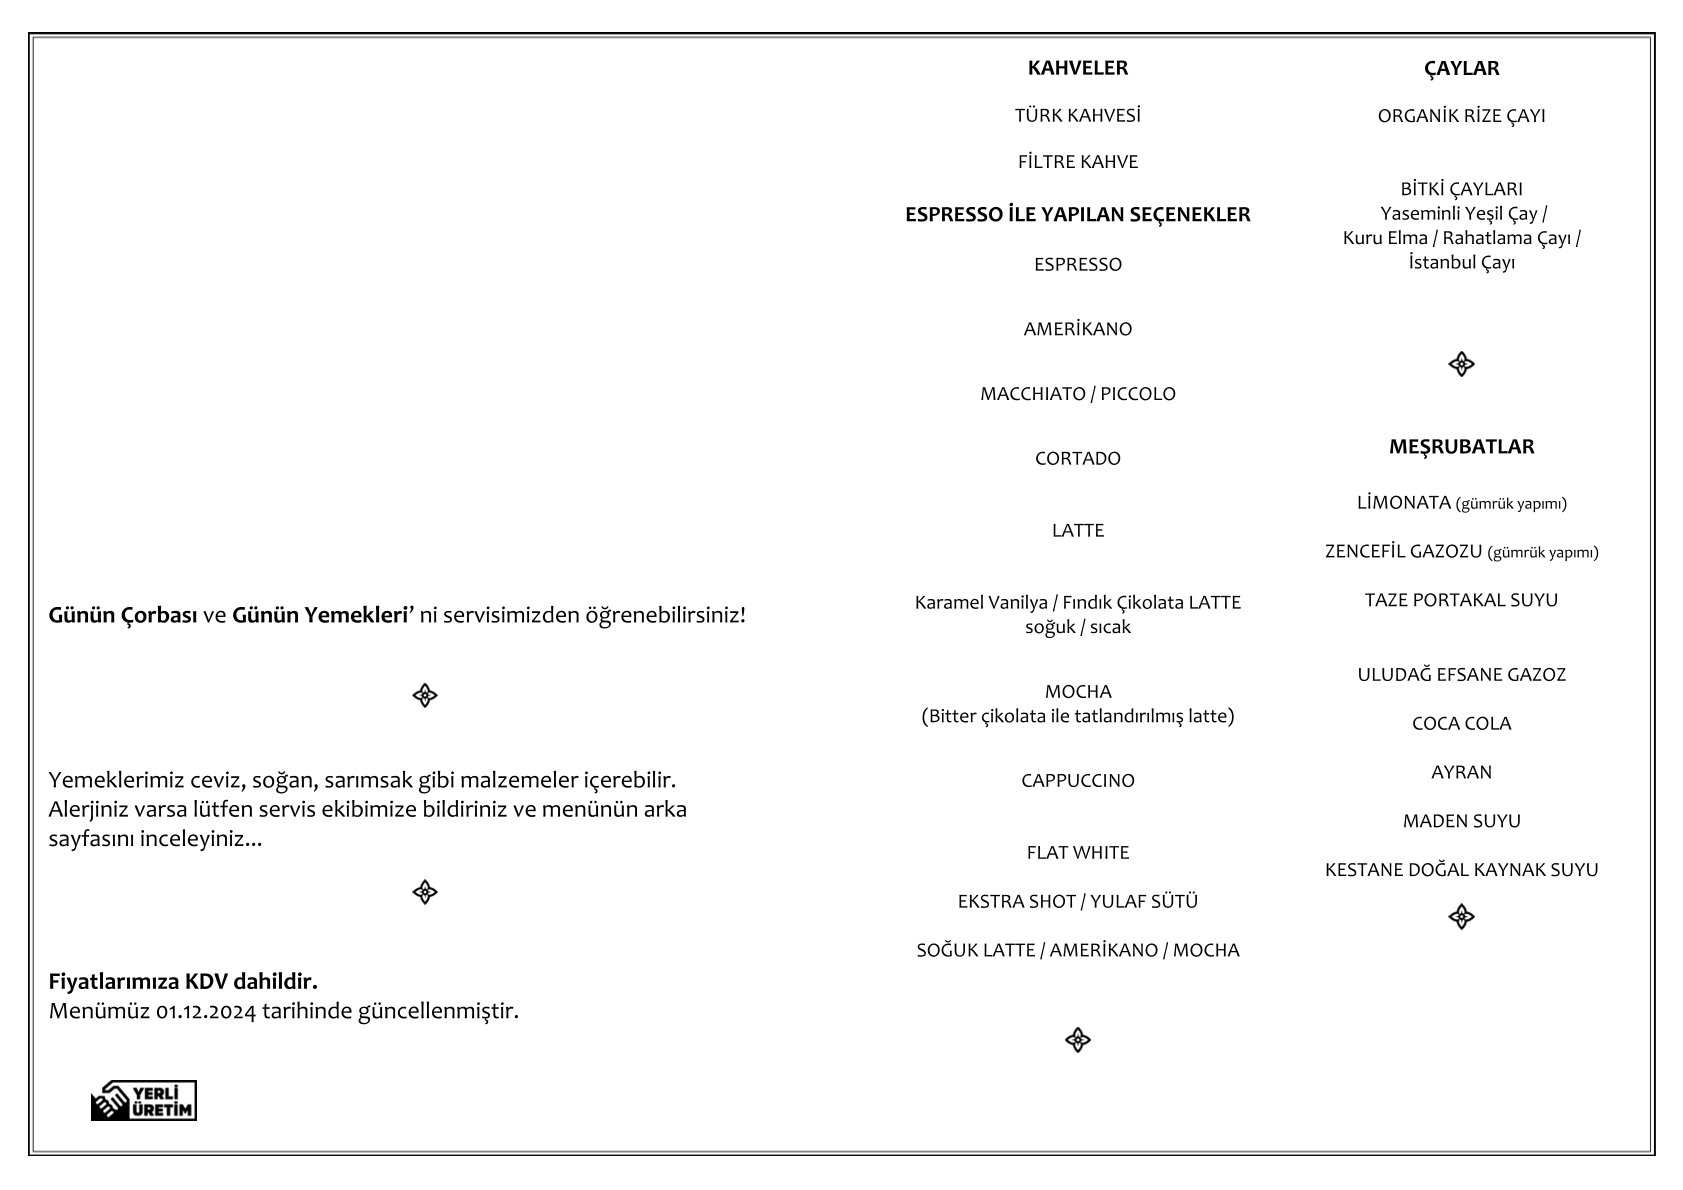 Günün Çorbası ve Günün Yemekleri’ ni servisimizden öğrenebilirsiniz!
Yemeklerimiz ceviz, soğan, sarımsak gibi malzemeler içerebilir.
Alerjiniz varsa lütfen servis ekibimize bildiriniz ve menünün arka
sayfasını inceleyiniz...
Fiyatlarımıza KDV dahildir.
Menümüz 01.12.2024 tarihinde güncellenmiştir.
YERLİ
ÜRETİM
KAHVELER
TÜRK KAHVESİ
FİLTRE KAHVE
ESPRESSO İLE YAPILAN SEÇENEKLER
ESPRESSO
AMERİKANO
MACCHIATO / PICCOLO
CORTADO
LATTE
Karamel Vanilya / Fındık Çikolata LATTE
soğuk / sıcak
MOCHA
(Bitter çikolata ile tatlandırılmış latte)
CAPPUCCINO
FLAT WHITE
EKSTRA SHOT / YULAF SÜTÜ
SOĞUK LATTE / AMERİKANO / MOCHA
ÇAYLAR
ORGANİK RİZE ÇAYI
BİTKİ ÇAYLARI
Yaseminli Yeşil Çay /
Kuru Elma / Rahatlama Çayı /
İstanbul Çayı
MEŞRUBATLAR
LİMONATA (gümrük yapımı)
ZENCEFİL GAZOZU (gümrük yapımı)
TAZE PORTAKAL SUYU
ULUDAĞ EFSANE GAZOZ
COCA COLA
AYRAN
MADEN SUYU
KESTANE DOĞAL KAYNAK SUYU